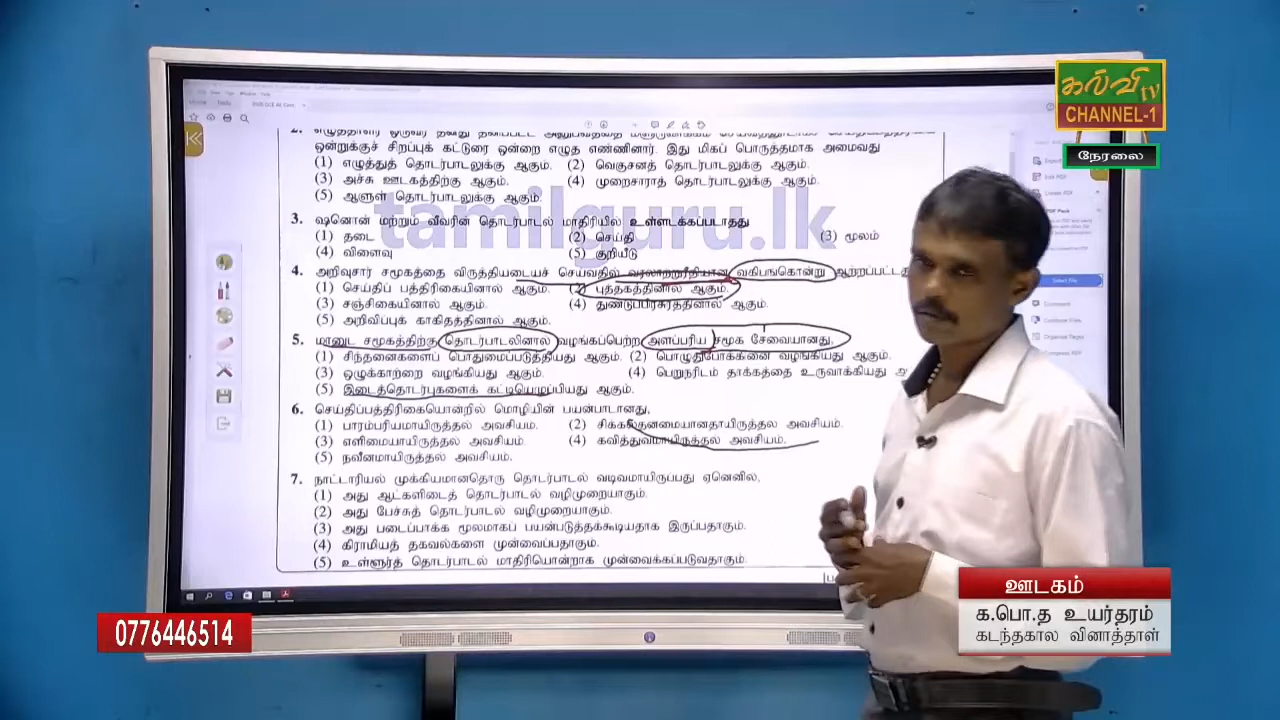 கல்வி TV
CHANNEL-1
நேரலை
ஒன்றுக்குச் சிறப்புக் கட்டுரை ஒன்றை எழுத எண்ணினார். இது மிகப் பொருத்தமாக அமைவது
(1) எழுத்துத் தொடர்பாடலுக்கு ஆகும். (2) வெகுசனத் தொடர்பாடலுக்கு ஆகும்.
(3) அச்சு ஊடகத்திற்கு ஆகும். (4) முறைசாராத் தொடர்பாடலுக்கு ஆகும்.
(5) ஆளுள் தொடர்பாடலுக்கு ஆகும்.
tamilguru.lk
3. ஷனொன் மற்றும் வீவரின் தொடர்பாடல் மாதிரியில் உள்ளடக்கப்படாதது
(1) தடை (2) செய்தி (3) மூலம்
(4) விளைவு (5) குறியீடு
4. அறிவுசார் சமூகத்தை விருத்தியடையச் செய்வதில் வரலாற்றுரீதியான வகிபங்கொன்று ஆற்றப்பட்டது
(1) செய்திப் பத்திரிகையினால் ஆகும். (2) புத்தகத்தினால் ஆகும்.
(3) சஞ்சிகையினால் ஆகும். (4) துண்டுப்பிரசுரத்தினால் ஆகும்.
(5) அறிவிப்புக் காகிதத்தினால் ஆகும்.
5. மானுட சமூகத்திற்கு தொடர்பாடலினால் வழங்கப்பெற்ற அளப்பரிய சமூக சேவையானது,
(1) சிந்தனைகளைப் பொதுமைப்படுத்தியது ஆகும். (2) பொழுதுபோக்கினை வழங்கியது ஆகும்.
(3) ஒழுக்காற்றை வழங்கியது ஆகும். (4) பெறுநரிடம் தாக்கத்தை உருவாக்கியது
(5) இடைத்தொடர்புகளைக் கட்டியெழுப்பியது ஆகும்.
6. செய்திப்பத்திரிகையொன்றில் மொழியின் பயன்பாடானது,
(1) பாரம்பரியமாயிருத்தல் அவசியம். (2) சிக்கல்தன்மையானதாயிருத்தல் அவசியம்.
(3) எளிமையாயிருத்தல் அவசியம். (4) கவித்துவமாயிருத்தல் அவசியம்.
(5) நவீனமாயிருத்தல் அவசியம்.
7. நாட்டாரியல் முக்கியமானதொரு தொடர்பாடல் வடிவமாயிருப்பது ஏனெனில்,
(1) அது ஆட்களிடைத் தொடர்பாடல் வழிமுறையாகும்.
(2) அது பேச்சுத் தொடர்பாடல் வழிமுறையாகும்.
(3) அது படைப்பாக்க மூலமாகப் பயன்படுத்தக்கூடியதாக இருப்பதாகும்.
(4) கிராமியத் தகவல்களை முன்வைப்பதாகும்.
(5) உள்ளூர்த் தொடர்பாடல் மாதிரியொன்றாக முன்வைக்கப்படுவதாகும்.
0776446514
ஊடகம்
க.பொ.த உயர்தரம்
கடந்தகால வினாத்தாள்